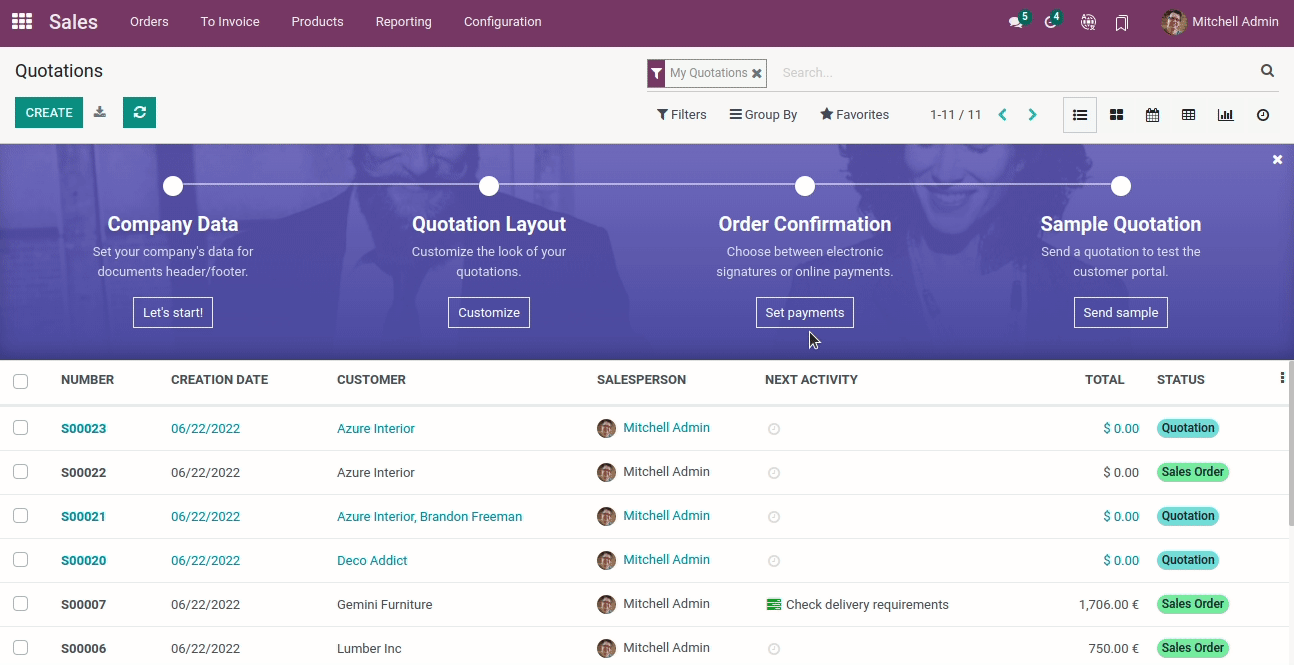 Sales Orders To Invoice Products Reporting Configuration 5 4 Mitchell Admin
Quotations My Quotations Search...
CREATE Filters Group By Favorites 1-11 / 11
Company Data Quotation Layout Order Confirmation Sample Quotation
Set your company's data for Customize the look of your Choose between electronic Send a quotation to test the
documents header/footer. quotations. signatures or online payments. customer portal.
Let's start! Customize Set payments Send sample
NUMBER CREATION DATE CUSTOMER SALESPERSON NEXT ACTIVITY TOTAL STATUS
S00023 06/22/2022 Azure Interior Mitchell Admin $ 0.00 Quotation
S00022 06/22/2022 Azure Interior Mitchell Admin $ 0.00 Sales Order
S00021 06/22/2022 Azure Interior, Brandon Freeman Mitchell Admin $ 0.00 Quotation
S00020 06/22/2022 Deco Addict Mitchell Admin $ 0.00 Quotation
S00007 06/22/2022 Gemini Furniture Mitchell Admin Check delivery requirements 1,706.00 € Sales Order
S00006 06/22/2022 Lumber Inc Mitchell Admin 750.00 € Sales Order